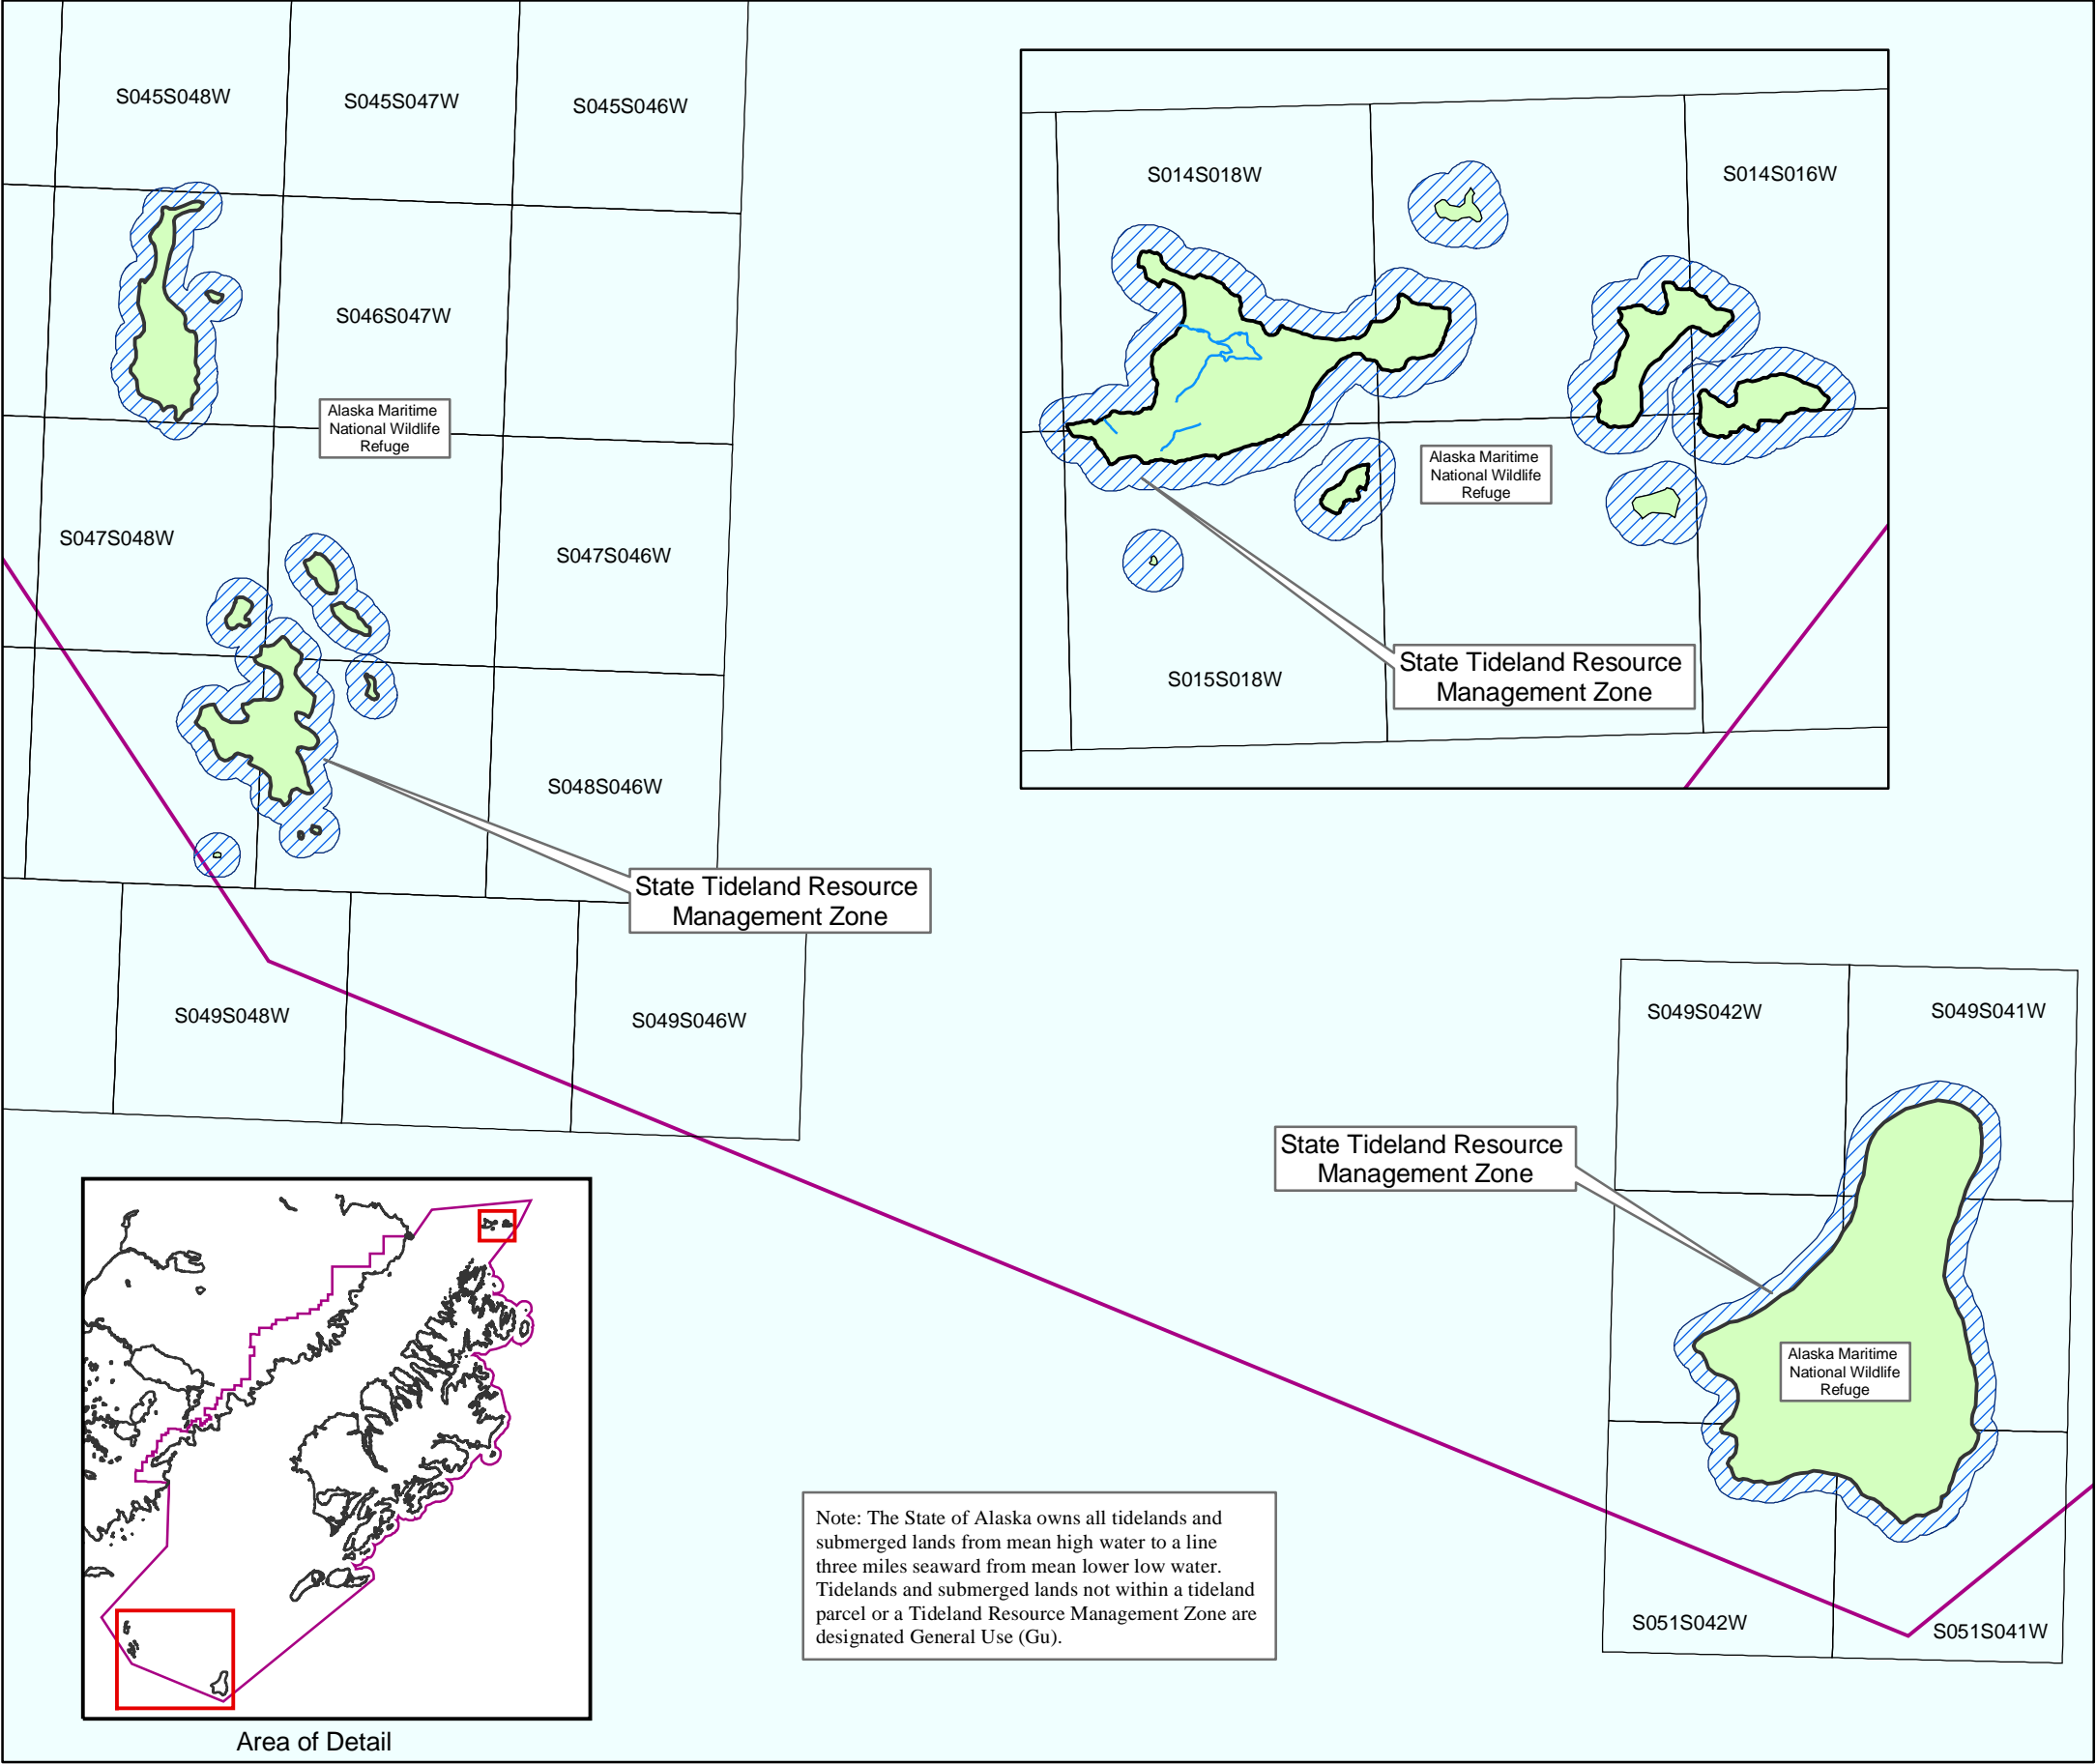 S045S048W
S045S047W
S045S046W
S046S047W
Alaska Maritime
National Wildlife
Refuge
S047S048W
S047S046W
S048S046W
State Tideland Resource
Management Zone
S049S048W
S049S046W
S014S018W
S014S016W
Alaska Maritime
National Wildlife
Refuge
State Tideland Resource
Management Zone
S015S018W
S049S042W
S049S041W
State Tideland Resource
Management Zone
Alaska Maritime
National Wildlife
Refuge
S051S042W
S051S041W
Note: The State of Alaska owns all tidelands and
submerged lands from mean high water to a line
three miles seaward from mean lower low water.
Tidelands and submerged lands not within a tideland
parcel or a Tideland Resource Management Zone are
designated General Use (Gu).
Area of Detail